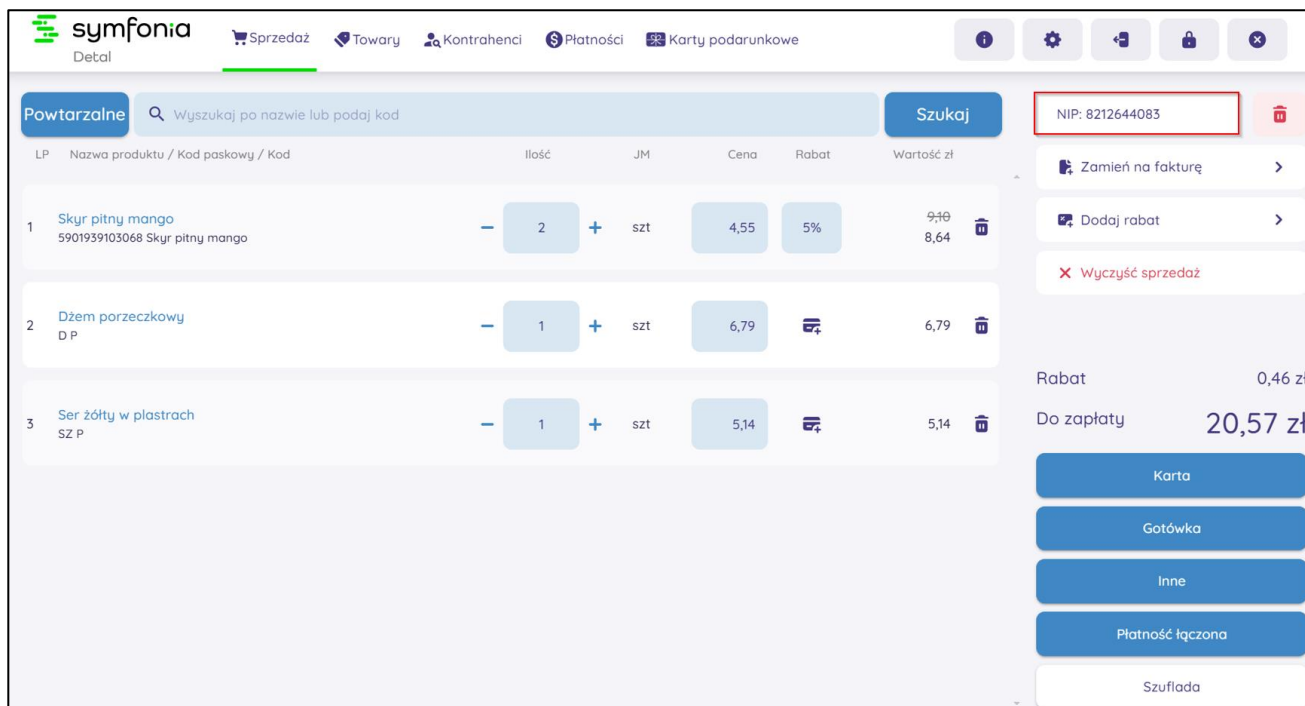 symfonia
Detal
Sprzedaż Towary Kontrahenci Płatności Karty podarunkowe
Powtarzalne Wyszukaj po nazwie lub podaj kod Szukaj
NIP: 8212644083
LP Nazwa produktu / Kod paskowy / Kod Ilość JM Cena Rabat Wartość zł
Zamień na fakturę
1 Skyr pitny mango
5901939103068 Skyr pitny mango
− 2 + szt 4,55 5% 9,10
8,64
Dodaj rabat
Wyczyść sprzedaż
2 Dżem porzeczkowy
D P
− 1 + szt 6,79 6,79
3 Ser żółty w plastrach
SZ P
− 1 + szt 5,14 5,14
Rabat 0,46 zł
Do zapłaty 20,57 zł
Karta
Gotówka
Inne
Płatność łączona
Szuflada